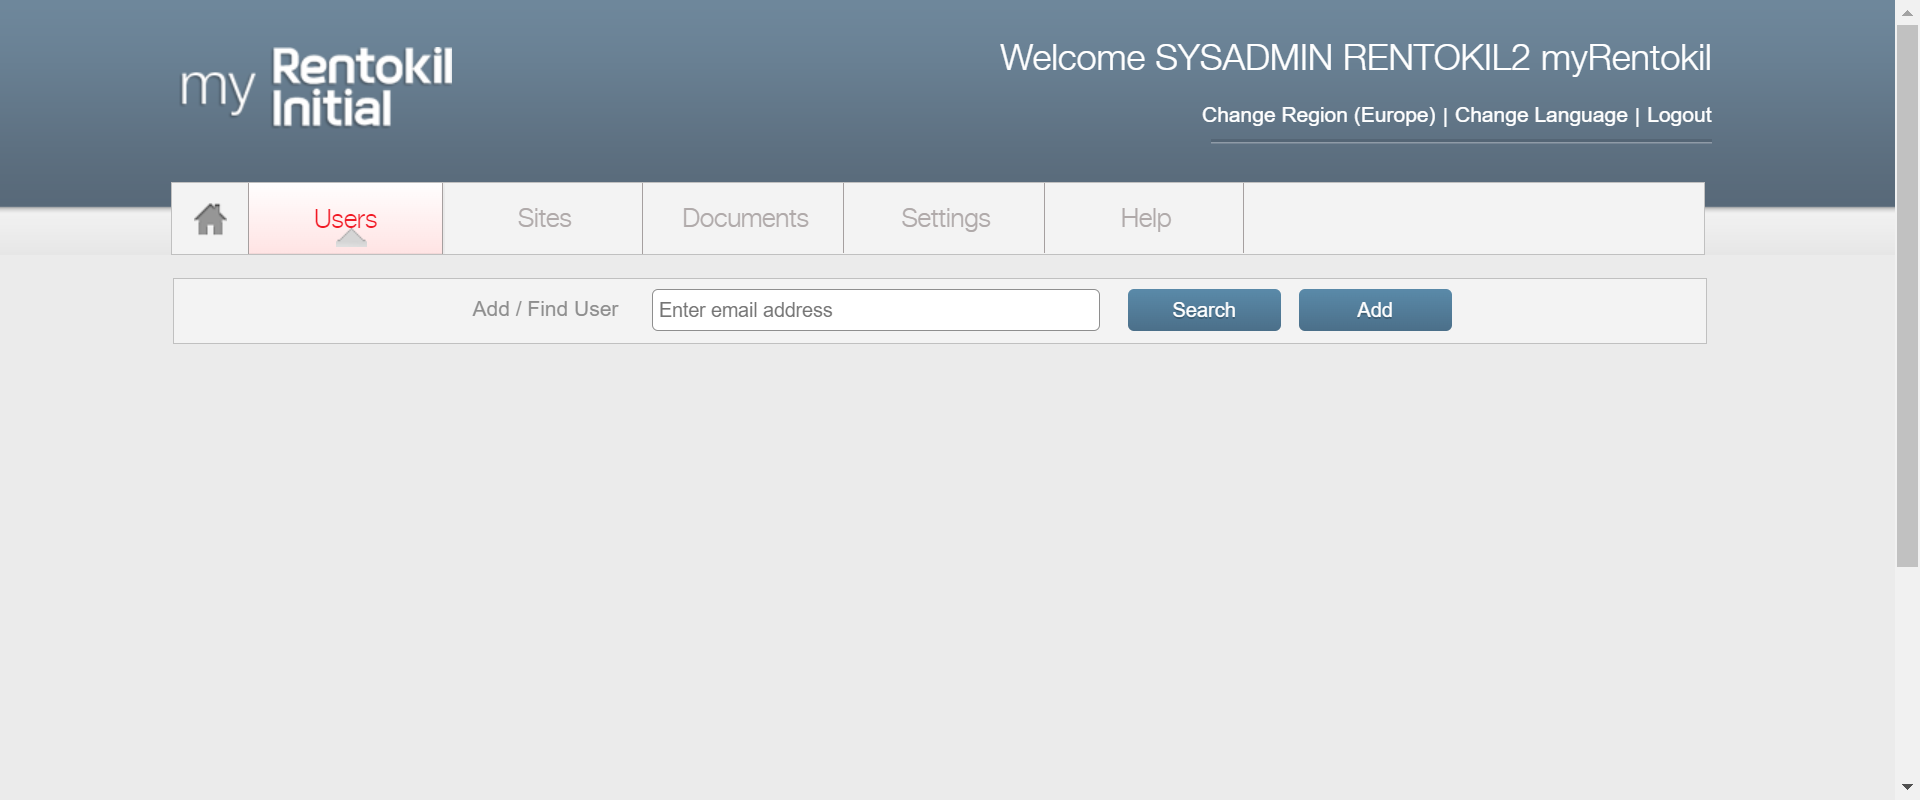 my Rentokil
Initial
Welcome SYSADMIN RENTOKIL2 myRentokil
Change Region (Europe) | Change Language | Logout
Users Sites Documents Settings Help
Add / Find User Enter email address Search Add